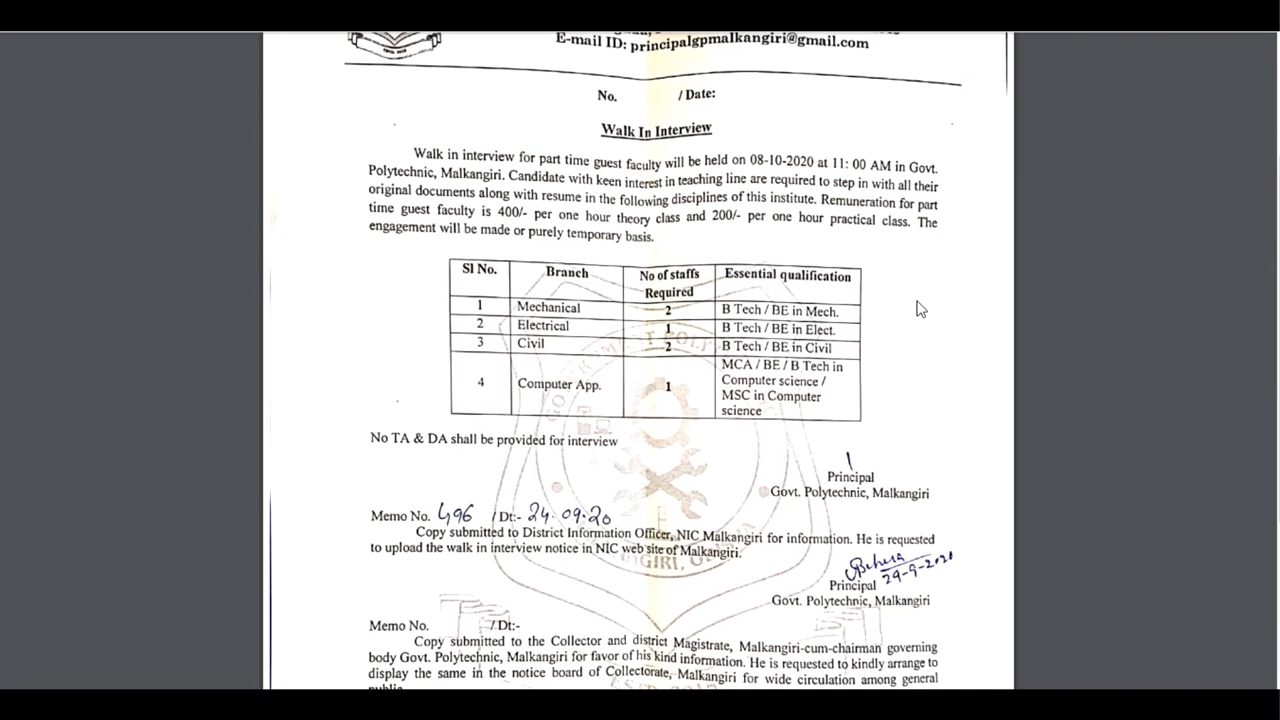 E-mail ID: principalgpmalkangiri@gmail.com
No. / Date:
Walk In Interview
Walk in interview for part time guest faculty will be held on 08-10-2020 at 11: 00 AM in Govt.
Polytechnic, Malkangiri. Candidate with keen interest in teaching line are required to step in with all their
original documents along with resume in the following disciplines of this institute. Remuneration for part
time guest faculty is 400/- per one hour theory class and 200/- per one hour practical class. The
engagement will be made or purely temporary basis.
Sl No. Branch No of staffs Required Essential qualification
1 Mechanical 2 B Tech / BE in Mech.
2 Electrical 1 B Tech / BE in Elect.
3 Civil 2 B Tech / BE in Civil
4 Computer App. 1 MCA / BE / B Tech in
Computer science /
MSC in Computer
science
No TA & DA shall be provided for interview
Principal
Govt. Polytechnic, Malkangiri
Memo No. 496 / Dt:- 24.09.20
Copy submitted to District Information Officer, NIC Malkangiri for information. He is requested
to upload the walk in interview notice in NIC web site of Malkangiri.
Behera
Principal 29-9-2020
Govt. Polytechnic, Malkangiri
Memo No. / Dt:-
Copy submitted to the Collector and district Magistrate, Malkangiri-cum-chairman governing
body Govt. Polytechnic, Malkangiri for favor of his kind information. He is requested to kindly arrange to
display the same in the notice board of Collectorate, Malkangiri for wide circulation among general